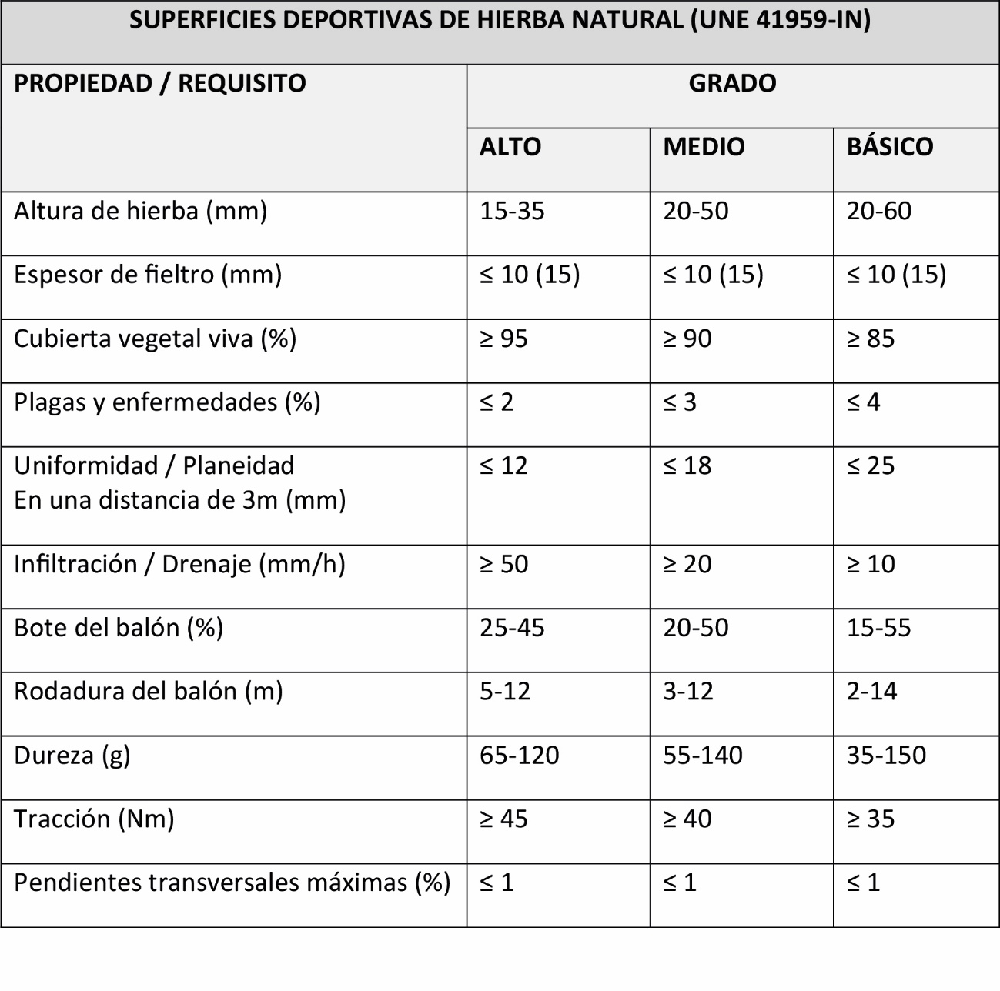 SUPERFICIES DEPORTIVAS DE HIERBA NATURAL (UNE 41959-IN)
PROPIEDAD / REQUISITO GRADO
ALTO MEDIO BÁSICO
Altura de hierba (mm) 15-35 20-50 20-60
Espesor de fieltro (mm) ≤ 10 (15) ≤ 10 (15) ≤ 10 (15)
Cubierta vegetal viva (%) ≥ 95 ≥ 90 ≥ 85
Plagas y enfermedades (%) ≤ 2 ≤ 3 ≤ 4
Uniformidad / Planeidad ≤ 12 ≤ 18 ≤ 25
En una distancia de 3m (mm)
Infiltración / Drenaje (mm/h) ≥ 50 ≥ 20 ≥ 10
Bote del balón (%) 25-45 20-50 15-55
Rodadura del balón (m) 5-12 3-12 2-14
Dureza (g) 65-120 55-140 35-150
Tracción (Nm) ≥ 45 ≥ 40 ≥ 35
Pendientes transversales máximas (%) ≤ 1 ≤ 1 ≤ 1